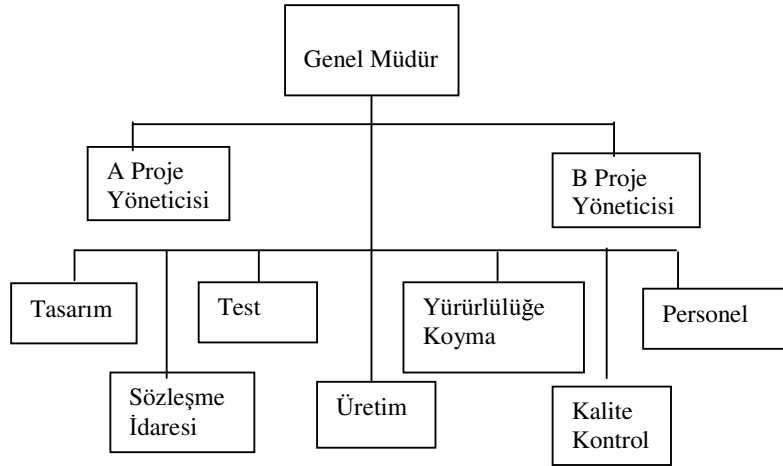 Genel Müdür
A Proje
Yöneticisi
B Proje
Yöneticisi
Tasarım
Test
Yürürlülüğe
Koyma
Personel
Sözleşme
İdaresi
Üretim
Kalite
Kontrol